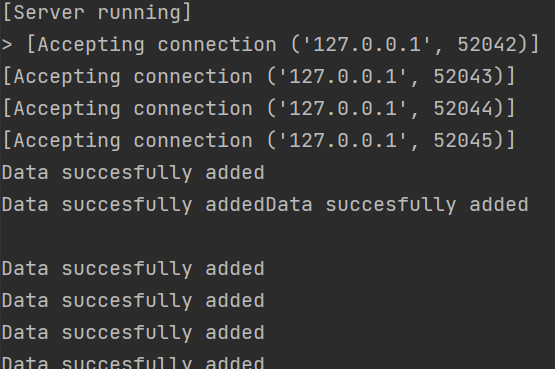 [Server running]
> [Accepting connection ('127.0.0.1', 52042)]
[Accepting connection ('127.0.0.1', 52043)]
[Accepting connection ('127.0.0.1', 52044)]
[Accepting connection ('127.0.0.1', 52045)]
Data succesfully added
Data succesfully addedData succesfully added
Data succesfully added
Data succesfully added
Data succesfully added
Data succesfully added